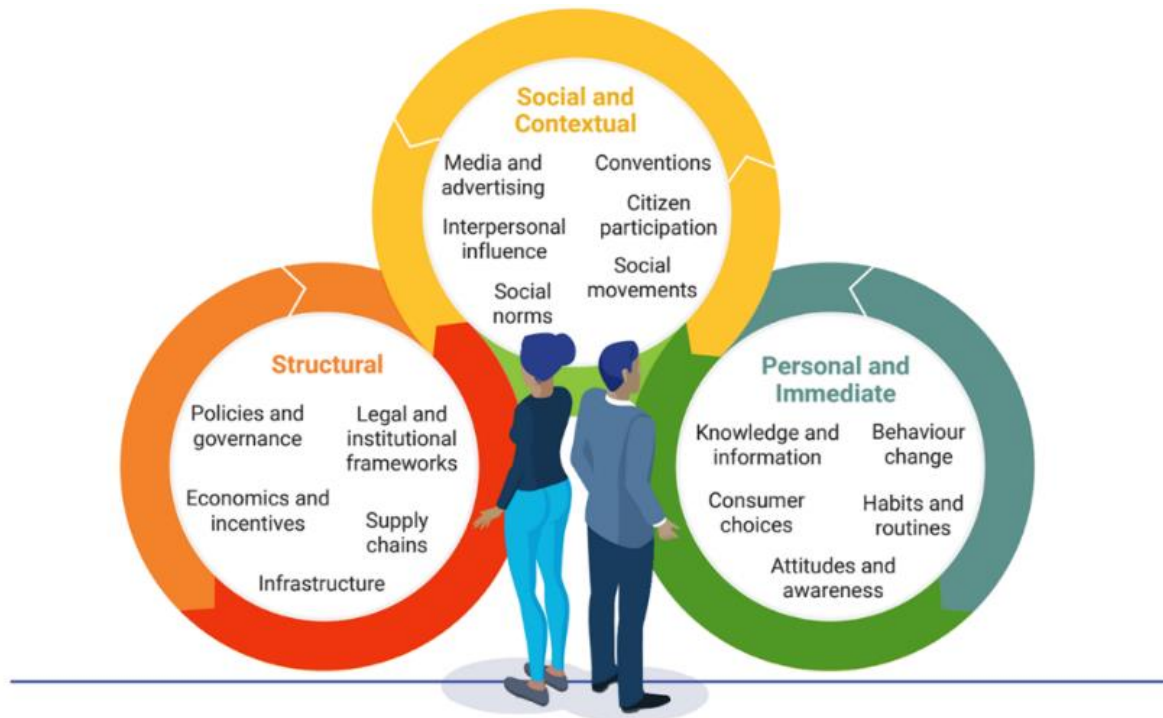 Social and
Contextual
Media and
advertising
Conventions
Citizen
participation
Interpersonal
influence
Social
movements
Social
norms
Structural
Policies and
governance
Legal and
institutional
frameworks
Economics and
incentives
Supply
chains
Infrastructure
Personal and
Immediate
Knowledge and
information
Behaviour
change
Consumer
choices
Habits and
routines
Attitudes and
awareness